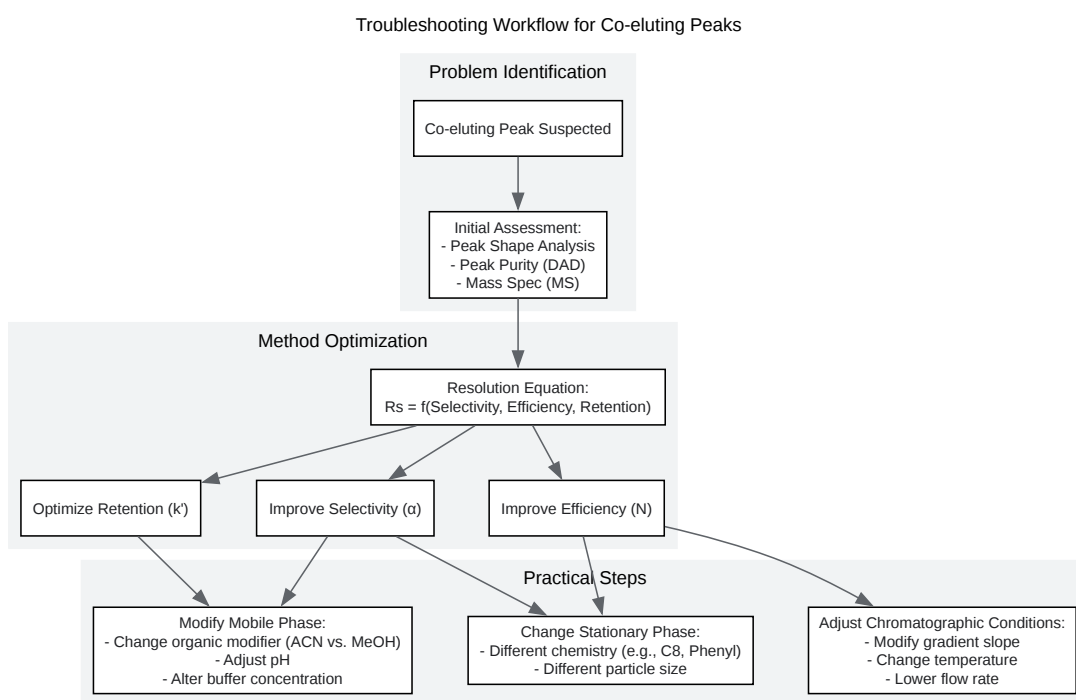 Troubleshooting Workflow for Co-eluting Peaks
Problem Identification
Co-eluting Peak Suspected
Initial Assessment:
- Peak Shape Analysis
- Peak Purity (DAD)
- Mass Spec (MS)
Method Optimization
Resolution Equation:
Rs = f(Selectivity, Efficiency, Retention)
Optimize Retention (k')
Improve Selectivity (α)
Improve Efficiency (N)
Practical Steps
Modify Mobile Phase:
- Change organic modifier (ACN vs. MeOH)
- Adjust pH
- Alter buffer concentration
Change Stationary Phase:
- Different chemistry (e.g., C8, Phenyl)
- Different particle size
Adjust Chromatographic Conditions:
- Modify gradient slope
- Change temperature
- Lower flow rate